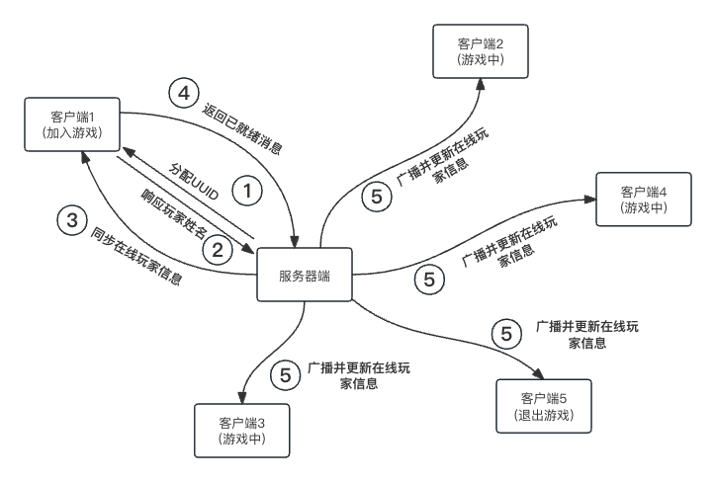 客户端2
(游戏中)
④
返回已就绪消息
客户端1
(加入游戏)
广播并更新在线玩
家信息
⑤
分配UUID
①
客户端4
(游戏中)
响应玩家姓名
②
③
同步在线玩家信息
广播并更新在线玩
家信息
⑤
服务器端
⑤
广播并更新在线玩
家信息
⑤
广播并更新在线玩
家信息
客户端3
(游戏中)
客户端5
(退出游戏)